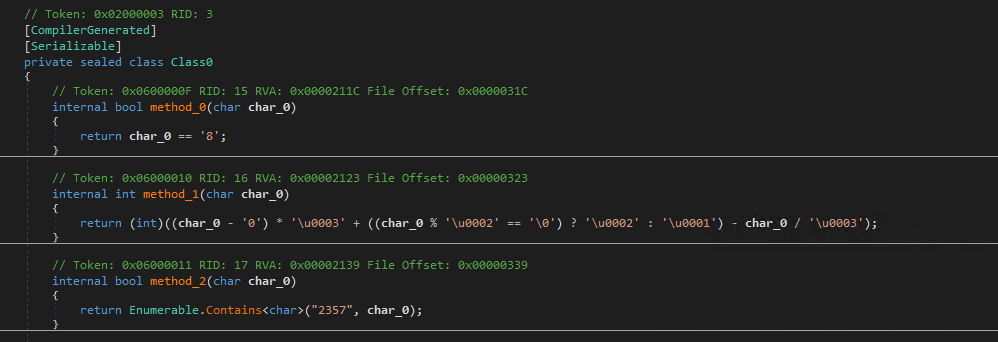 // Token: 0x02000003 RID: 3
[CompilerGenerated]
[Serializable]
private sealed class Class0
{
// Token: 0x0600000F RID: 15 RVA: 0x0000211C File Offset: 0x0000031C
internal bool method_0(char char_0)
{
return char_0 == '8';
}
// Token: 0x06000010 RID: 16 RVA: 0x00002123 File Offset: 0x00000323
internal int method_1(char char_0)
{
return (int)((char_0 - '0') * '\u0003' + ((char_0 % '\u0002' == '\0') ? '\u0002' : '\u0001') - char_0 / '\u0003');
}
// Token: 0x06000011 RID: 17 RVA: 0x00002139 File Offset: 0x00000339
internal bool method_2(char char_0)
{
return Enumerable.Contains<char>("2357", char_0);
}